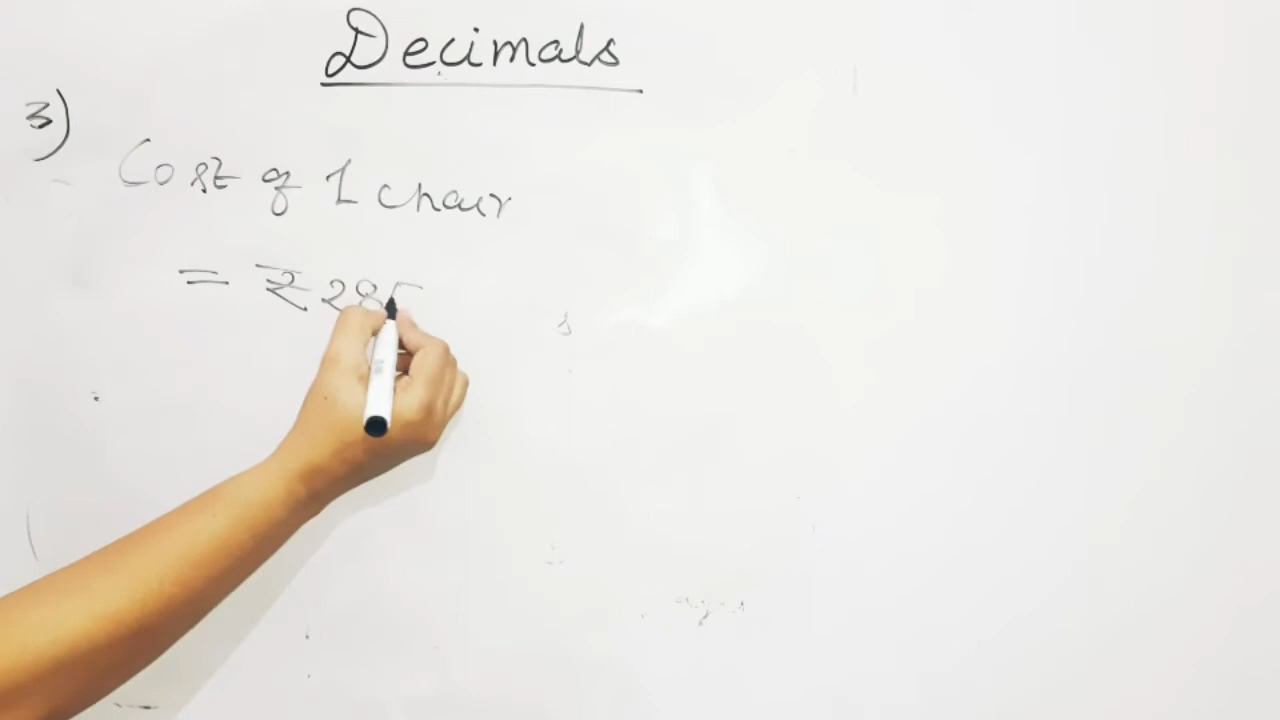 Decimals
3)
Cost of 1 chair
= ₹285